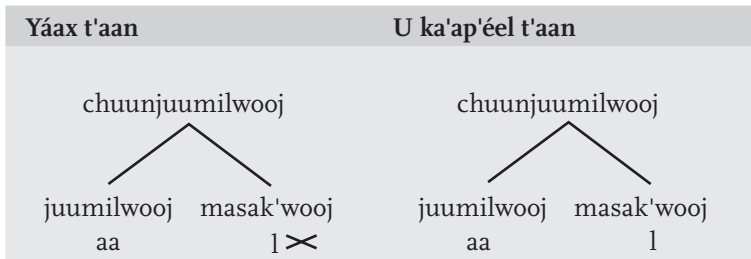 Yáax t'aan U ka'ap'éel t'aan
chuunjuumilwooj chuunjuumilwooj
juumilwooj masak'wooj juumilwooj masak'wooj
aa l aa l